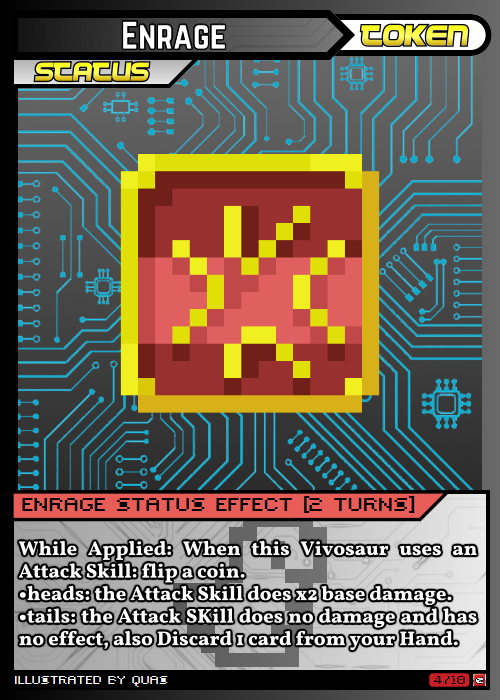 Enrage
TOKEN
STATUS
ENRAGE STATUS EFFECT [2 TURNS]
While Applied: When this Vivosaur uses an
Attack Skill: flip a coin.
•heads: the Attack Skill does x2 base damage.
•tails: the Attack SKill does no damage and has
no effect, also Discard 1 card from your Hand.
ILLUSTRATED BY QUAS
4/10